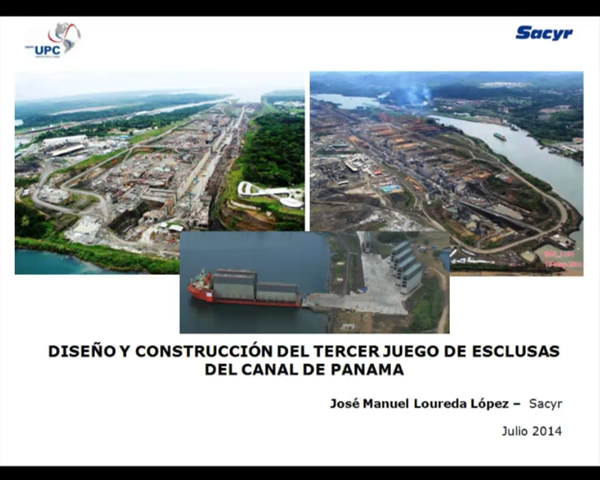 UPC
Sacyr
DISEÑO Y CONSTRUCCIÓN DEL TERCER JUEGO DE ESCLUSAS
DEL CANAL DE PANAMA
José Manuel Loureda López – Sacyr
Julio 2014